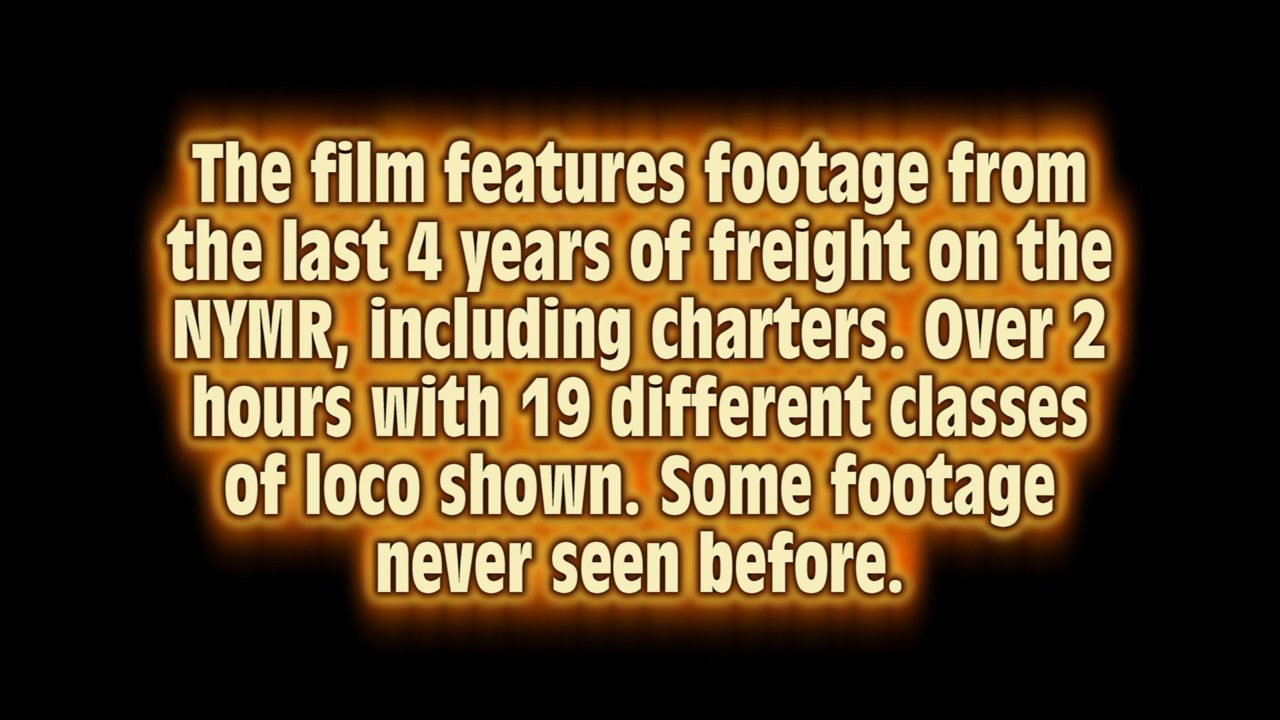 The film features footage from
the last 4 years of freight on the
NYMR, including charters. Over 2
hours with 19 different classes
of loco shown. Some footage
never seen before.